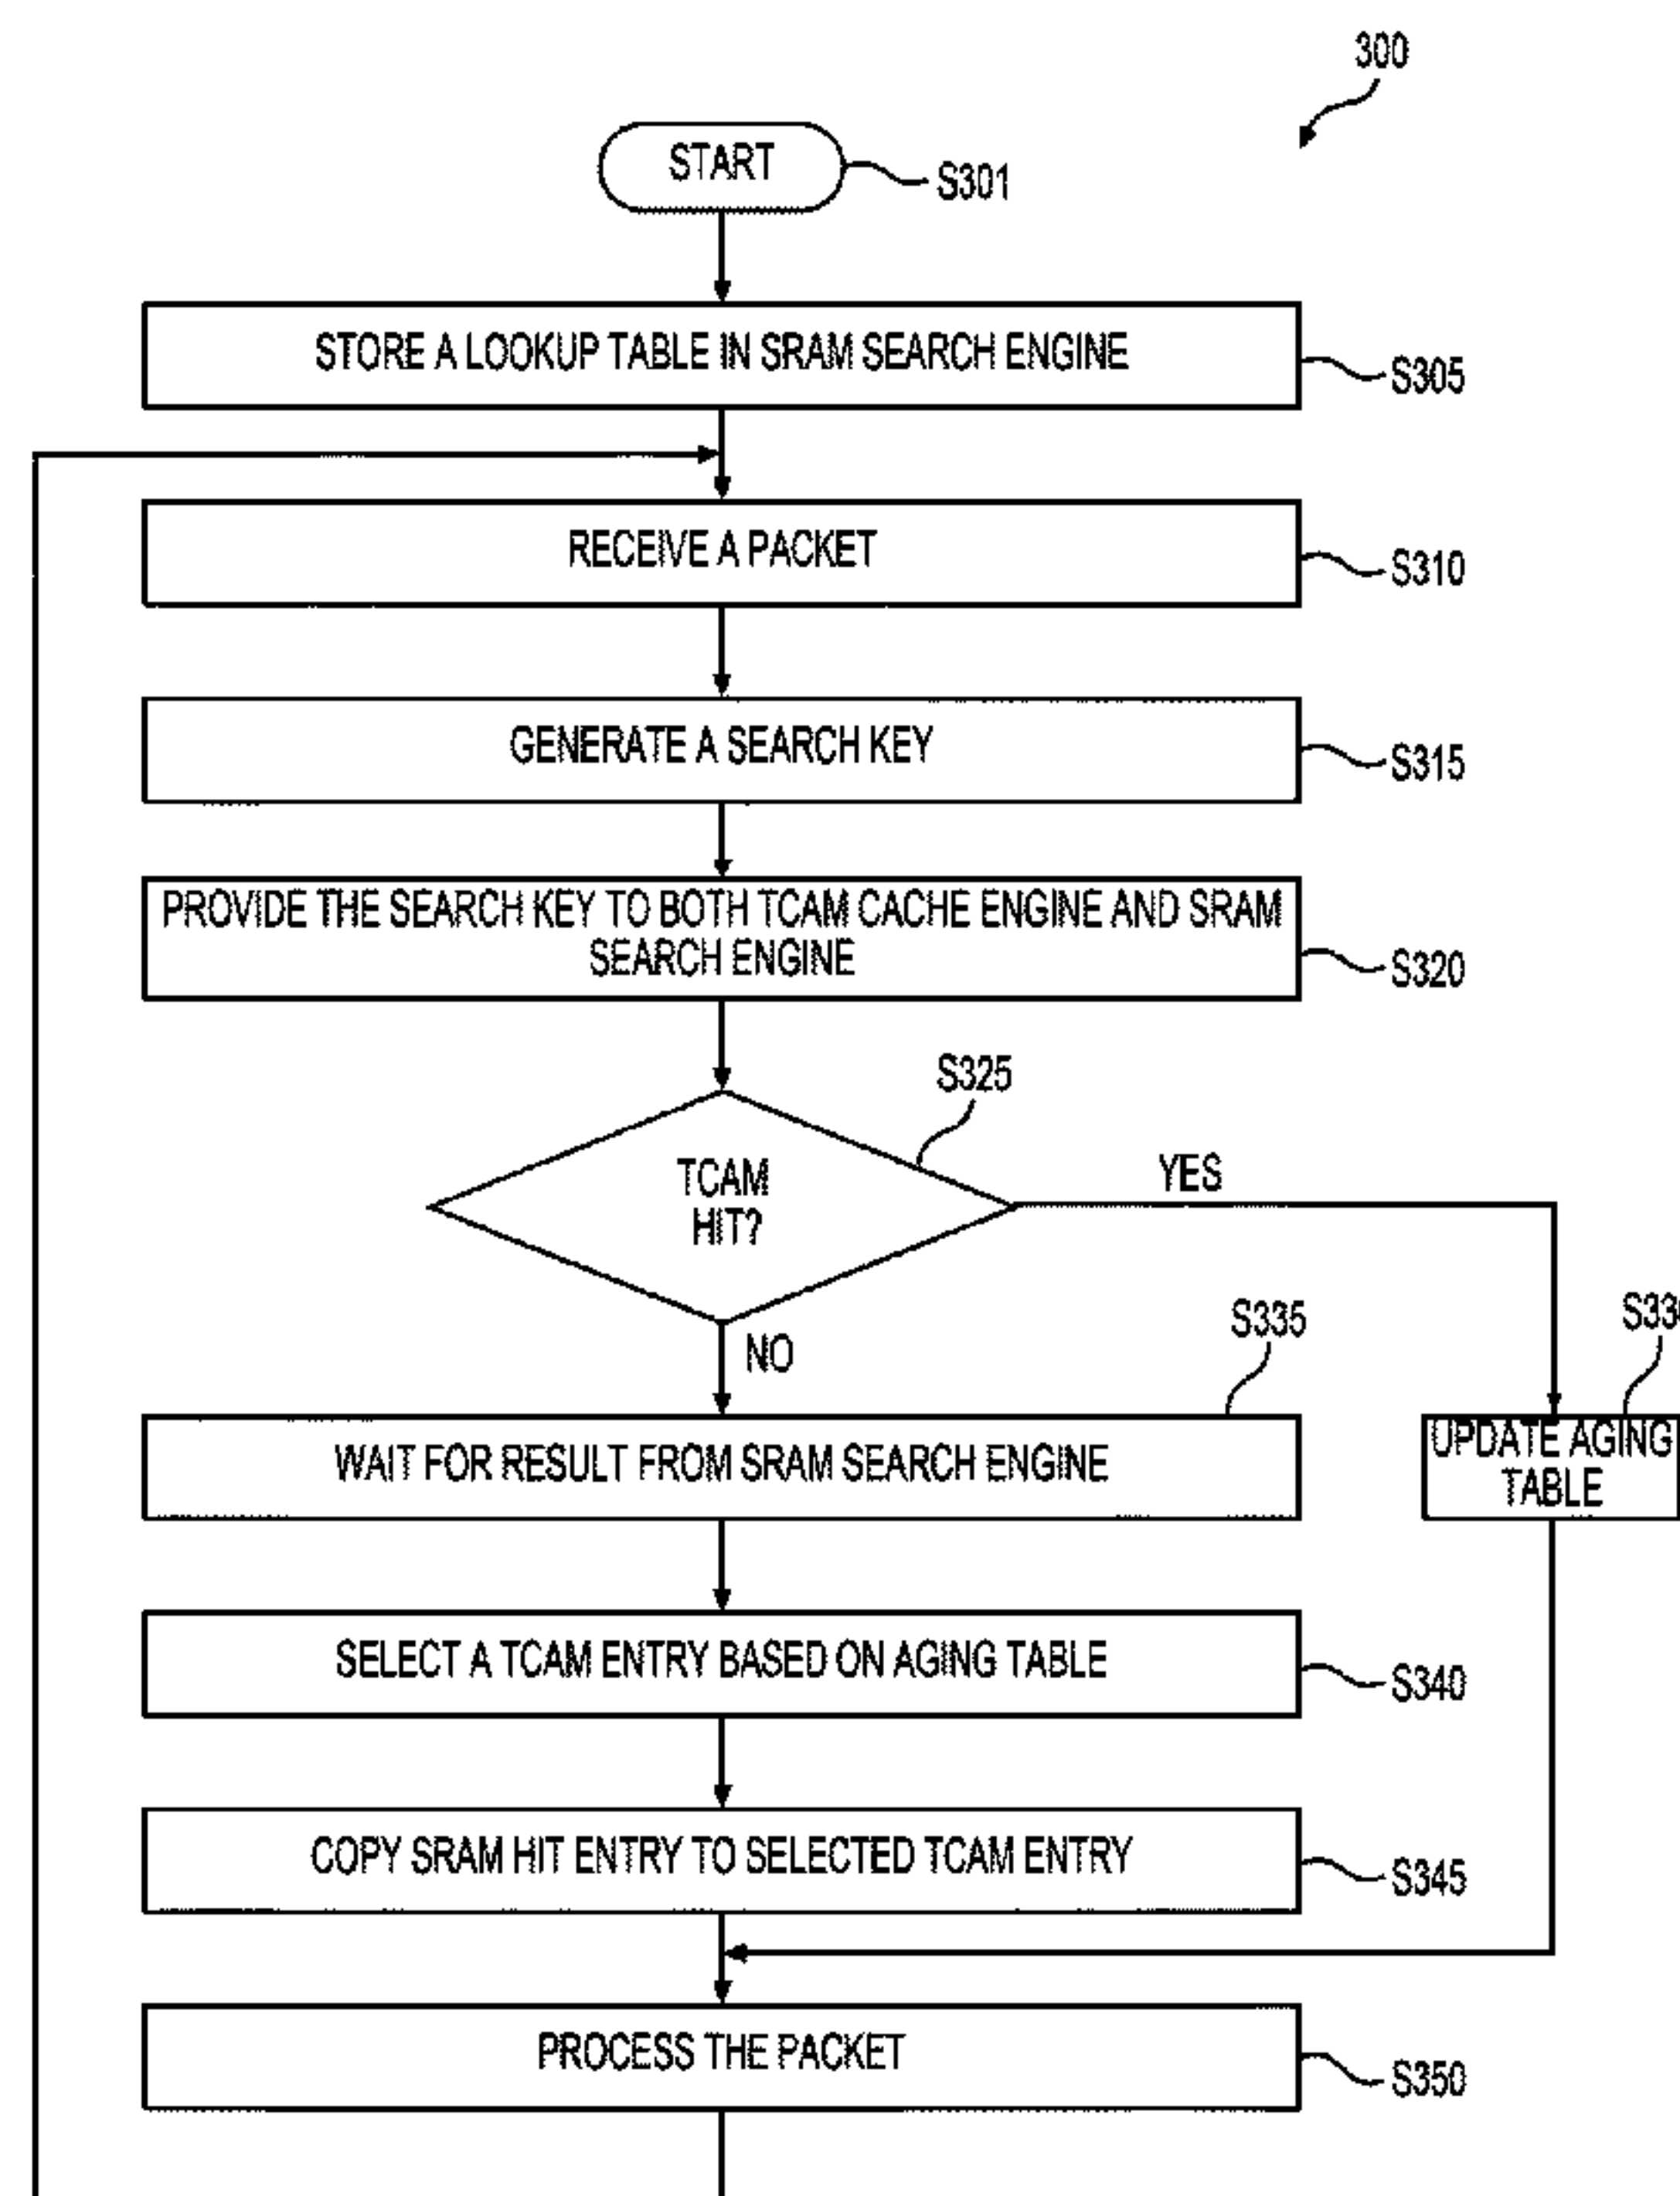 300
START
S301
STORE A LOOKUP TABLE IN SRAM SEARCH ENGINE
S305
RECEIVE A PACKET
S310
GENERATE A SEARCH KEY
S315
PROVIDE THE SEARCH KEY TO BOTH TCAM CACHE ENGINE AND SRAM
SEARCH ENGINE
S320
S325
TCAM
HIT?
YES
NO
S335
WAIT FOR RESULT FROM SRAM SEARCH ENGINE
UPDATE AGING
TABLE
SELECT A TCAM ENTRY BASED ON AGING TABLE
S340
COPY SRAM HIT ENTRY TO SELECTED TCAM ENTRY
S345
PROCESS THE PACKET
S350